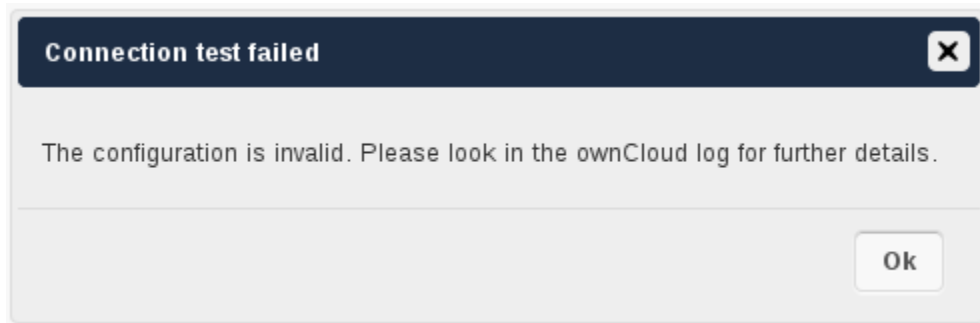 Connection test failed
The configuration is invalid. Please look in the ownCloud log for further details.
Ok